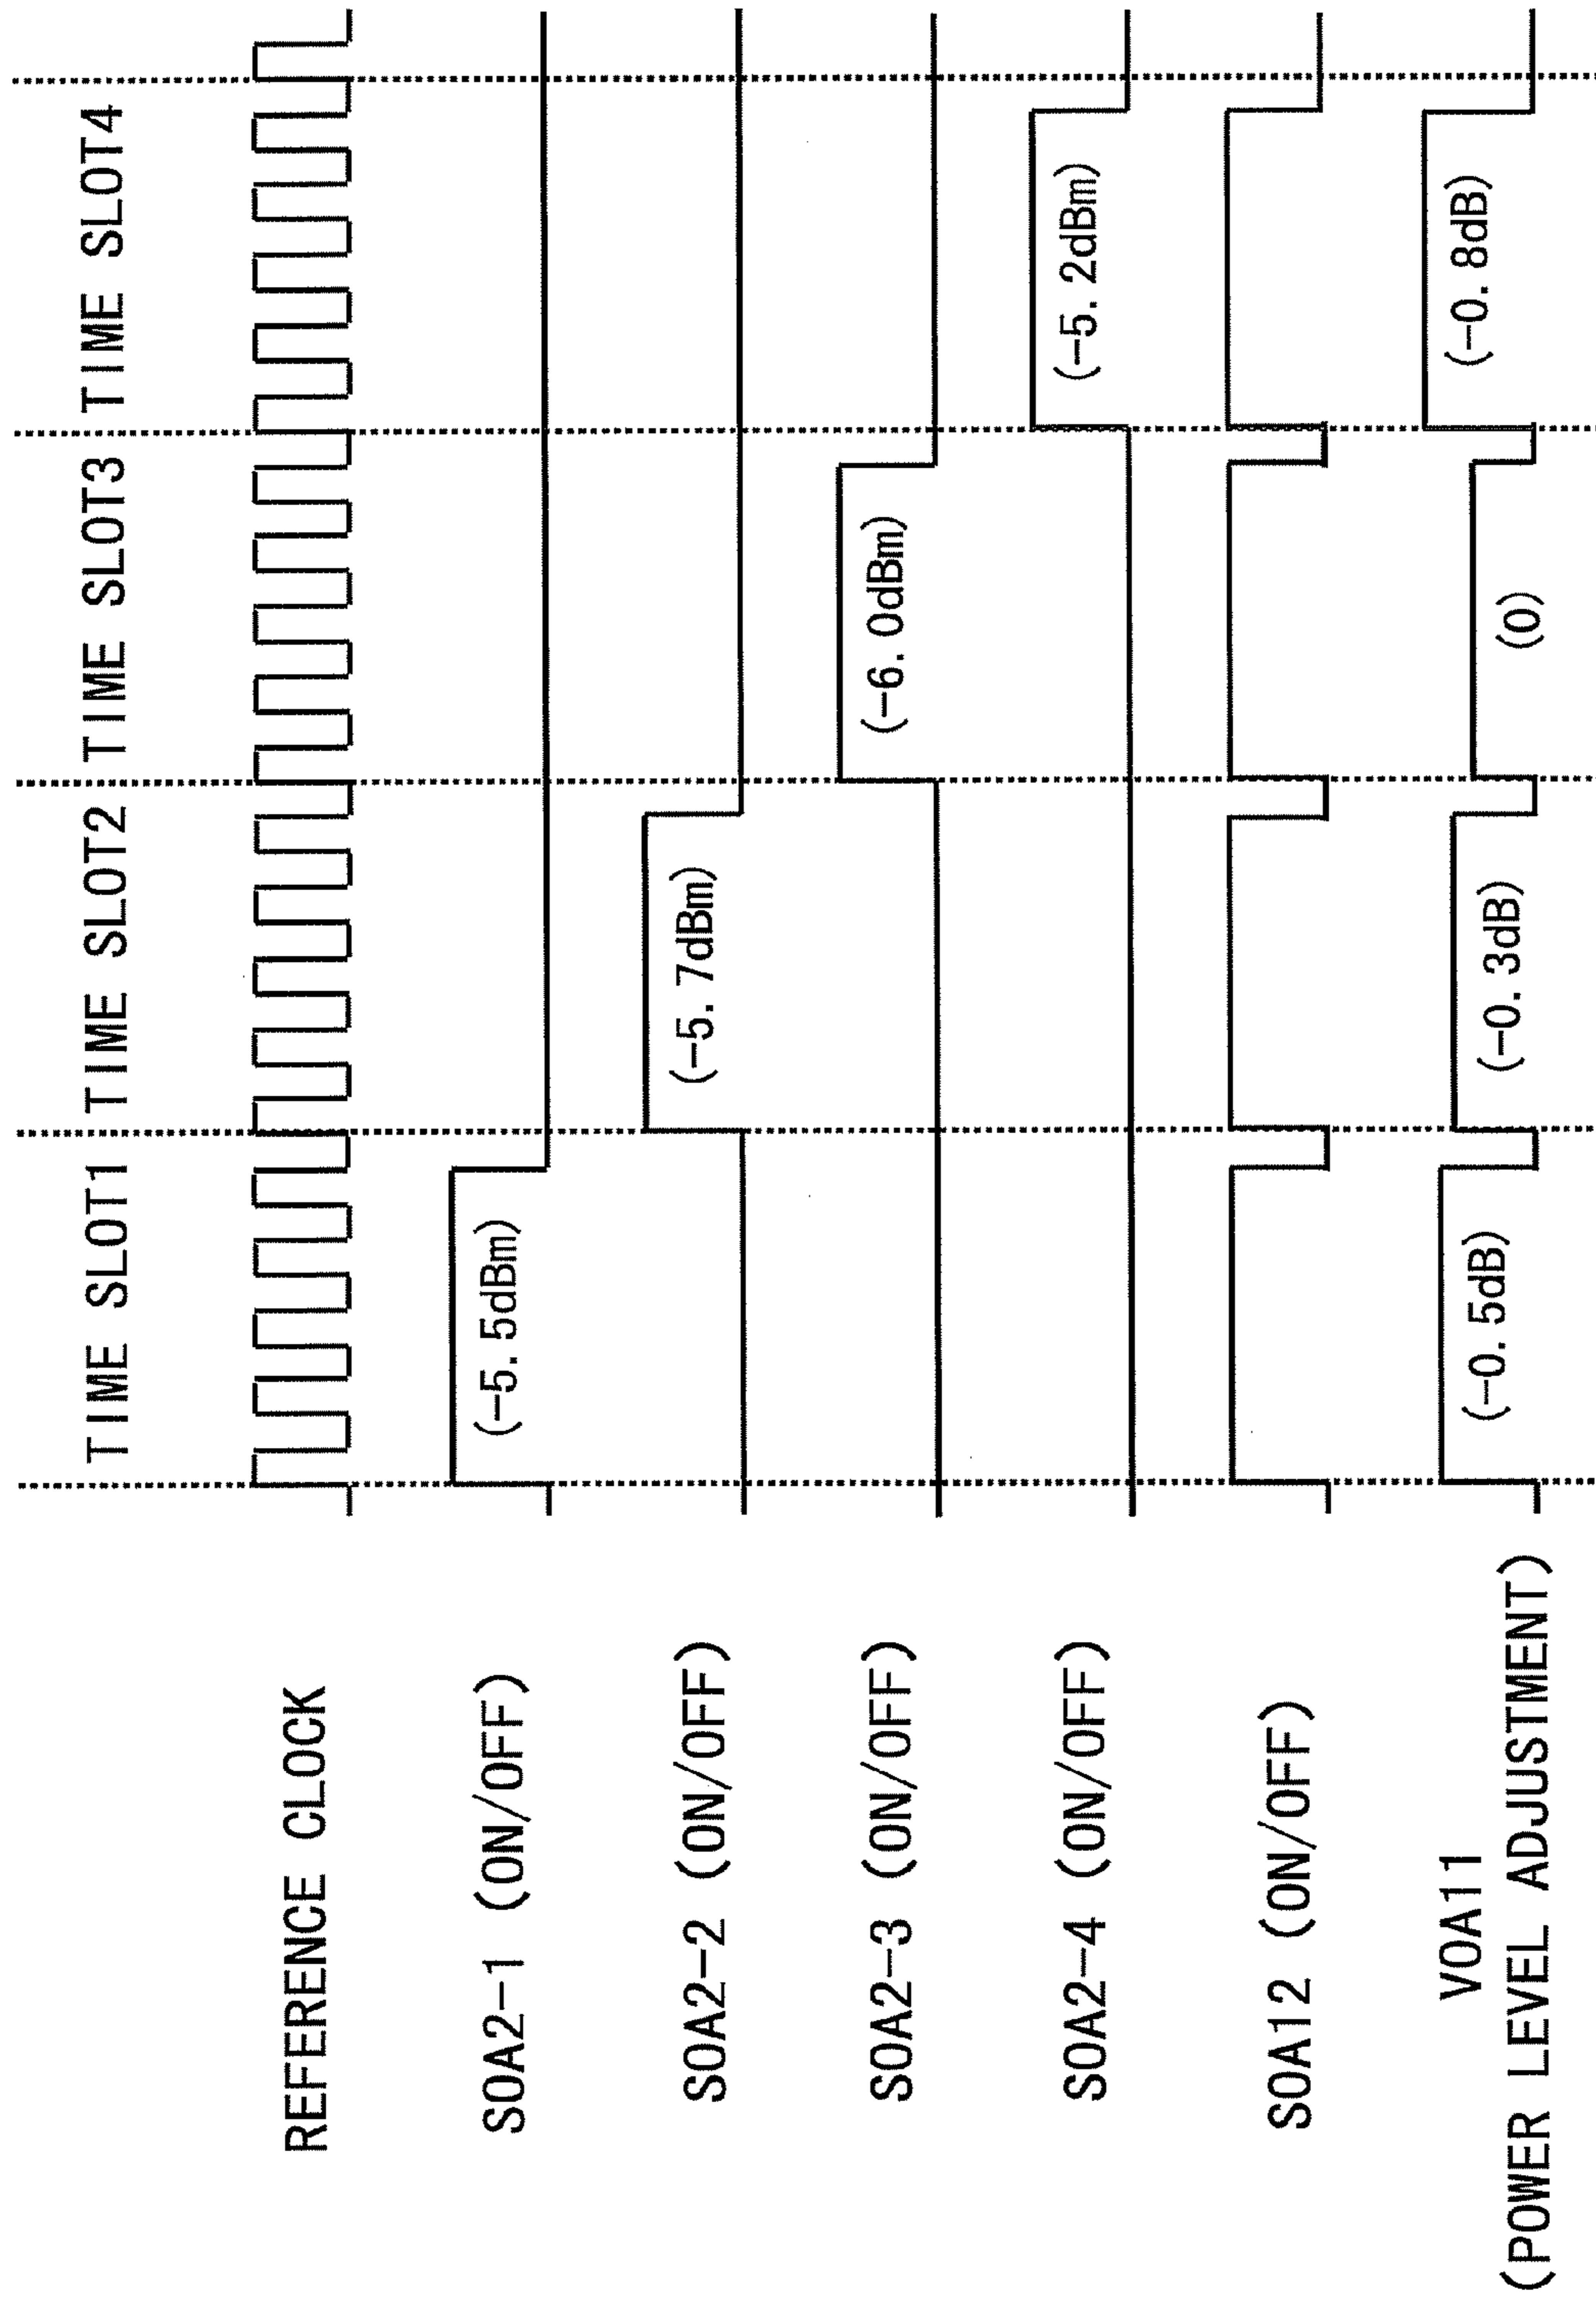 TIME SLOT1 TIME SLOT2 TIME SLOT3 TIME SLOT4
REFERENCE CLOCK
SOA2-1 (ON/OFF)
(-5.5dBm)
SOA2-2 (ON/OFF)
(-5.7dBm)
SOA2-3 (ON/OFF)
(-6.0dBm)
SOA2-4 (ON/OFF)
(-5.2dBm)
SOA12 (ON/OFF)
VOA11
(POWER LEVEL ADJUSTMENT)
(-0.5dB)
(-0.3dB)
(0)
(-0.8dB)